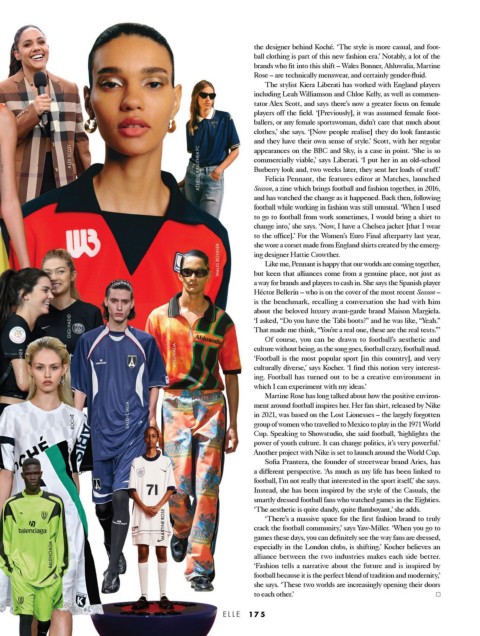 the designer behind Koché. 'The style is more casual, and foot-
ball clothing is part of this new fashion era.' Notably, a lot of the
brands who fit into this shift – Wales Bonner, Ahluwalia, Martine
Rose – are technically menswear, and certainly gender-fluid.
The stylist Kiera Liberati has worked with England players
including Leah Williamson and Chloe Kelly, as well as commen-
tator Alex Scott, and says there's now a greater focus on female
players off the field. '[Previously], it was assumed female foot-
ballers, or any female sportswoman, didn't care that much about
clothes,' she says. '[Now people realise] they do look fantastic
and they have their own sense of style.' Scott, with her regular
appearances on the BBC and Sky, is a case in point. 'She is so
commercially viable,' says Liberati. 'I put her in an old-school
Burberry look and, two weeks later, they sent her loads of stuff.'
Felicia Pennant, the features editor at Matches, launched
Season, a zine which brings football and fashion together, in 2016,
and has watched the change as it happened. Back then, following
football while working in fashion was still unusual. 'When I used
to go to football from work sometimes, I would bring a shirt to
change into,' she says. 'Now, I have a Chelsea jacket [that I wear
to the office].' For the Women's Euro Final afterparty last year,
she wore a corset made from England shirts created by the emerg-
ing designer Hattie Crowther.
Like me, Pennant is happy that our worlds are coming together,
but keen that alliances come from a genuine place, not just as
a way for brands and players to cash in. She says the Spanish player
Héctor Bellerín – who is on the cover of the most recent Season –
is the benchmark, recalling a conversation she had with him
about the beloved luxury avant-garde brand Maison Margiela.
'I asked, "Do you have the Tabi boots?" and he was like, "Yeah."
That made me think, "You're a real one, these are the real texts."'
Of course, you can be drawn to football's aesthetic and
culture without being, as the song goes, football crazy, football mad.
'Football is the most popular sport [in this country], and very
culturally diverse,' says Kocher. 'I find this notion very interest-
ing. Football has turned out to be a creative environment in
which I can experiment with my ideas.'
Martine Rose has long talked about how the positive environ-
ment around football inspires her. Her fan shirt, released by Nike
in 2021, was based on the Lost Lionesses – the largely forgotten
group of women who travelled to Mexico to play in the 1971 World
Cup. Speaking to Showstudio, she said football, 'highlights the
power of youth culture. It can change politics, it's very powerful.'
Another project with Nike is set to launch around the World Cup.
Sofia Prantera, the founder of streetwear brand Aries, has
a different perspective. 'As much as my life has been linked to
football, I'm not really that interested in the sport itself,' she says.
Instead, she has been inspired by the style of the Casuals, the
smartly dressed football fans who watched games in the Eighties.
'The aesthetic is quite dandy, quite flamboyant,' she adds.
'There's a massive space for the first fashion brand to truly
crack the football community,' says Yaw-Miller. 'When you go to
games these days, you can definitely see the way fans are dressed,
especially in the London clubs, is shifting.' Kocher believes an
alliance between the two industries makes each side better.
'Fashion tells a narrative about the future and is inspired by
football because it is the perfect blend of tradition and modernity,'
she says. 'These two worlds are increasingly opening their doors
to each other.'
WB
WALES BONNER
Ahluwalia
71
MARTINE ROSE
balenciaga
BALENCIAGA
ELLE 175